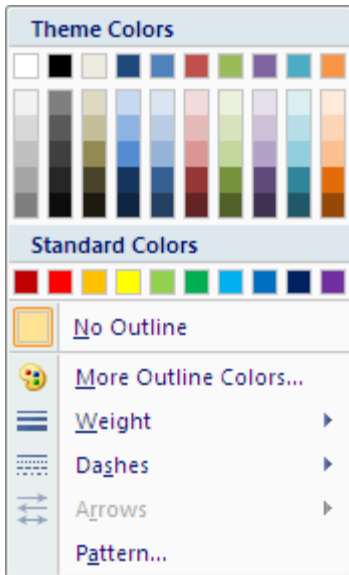 Theme Colors
Standard Colors
No Outline
More Outline Colors...
Weight
Dashes
Arrows
Pattern...